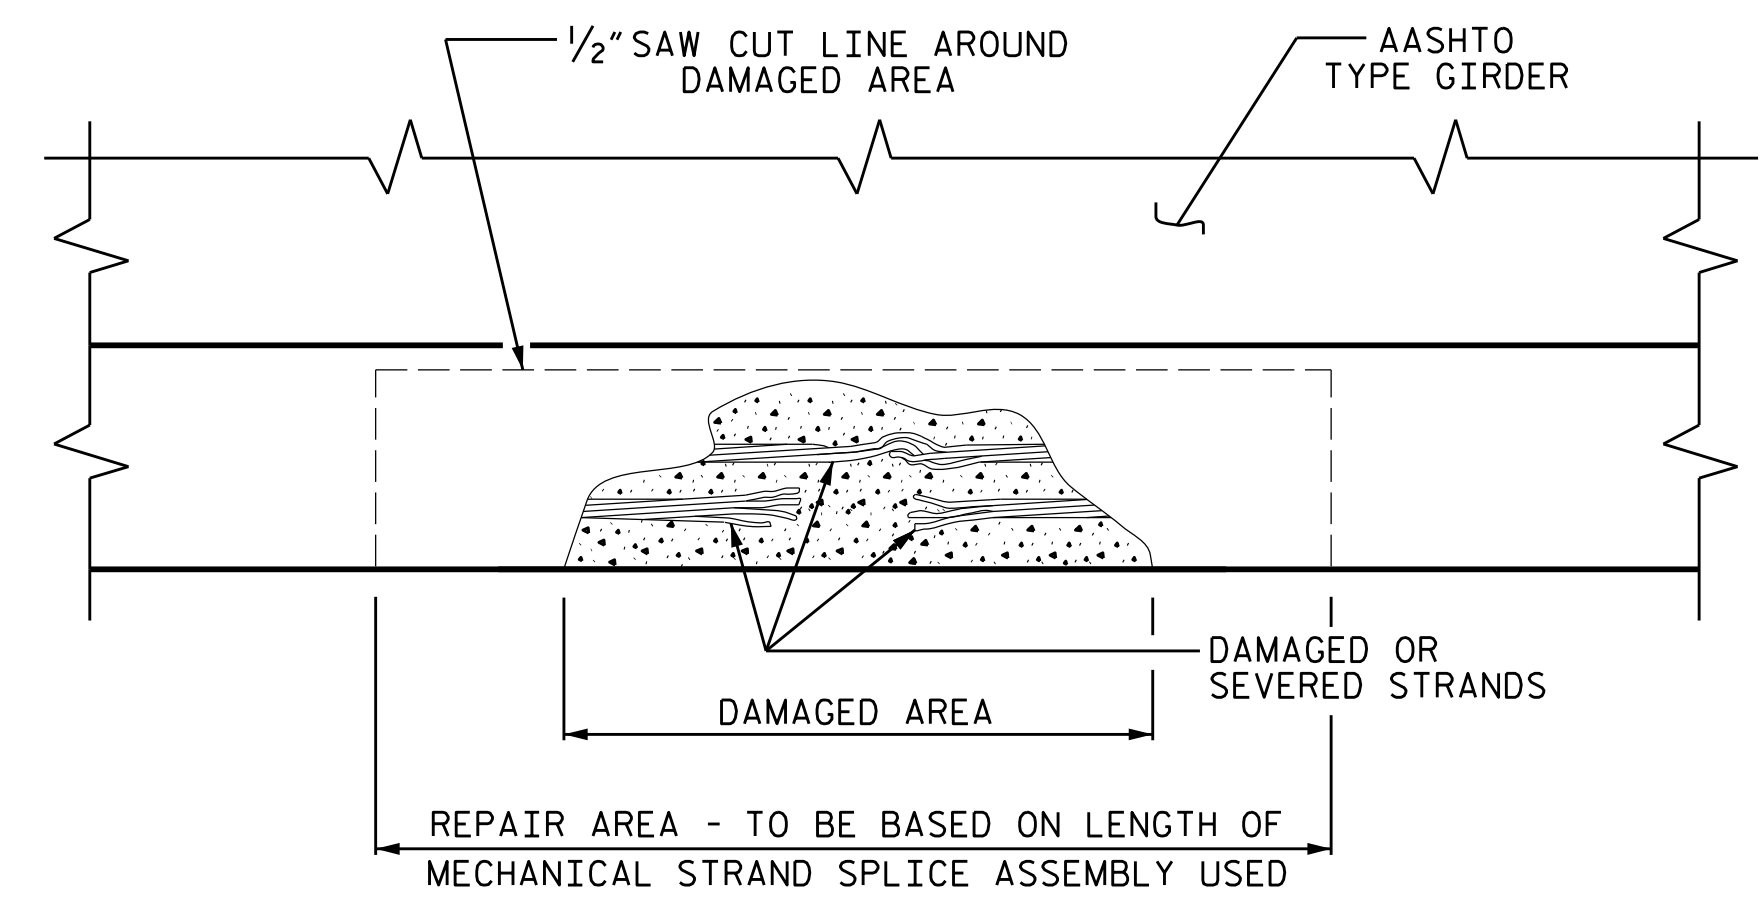 ½" SAW CUT LINE AROUND
DAMAGED AREA
AASHTO
TYPE GIRDER
DAMAGED OR
SEVERED STRANDS
DAMAGED AREA
REPAIR AREA - TO BE BASED ON LENGTH OF
MECHANICAL STRAND SPLICE ASSEMBLY USED